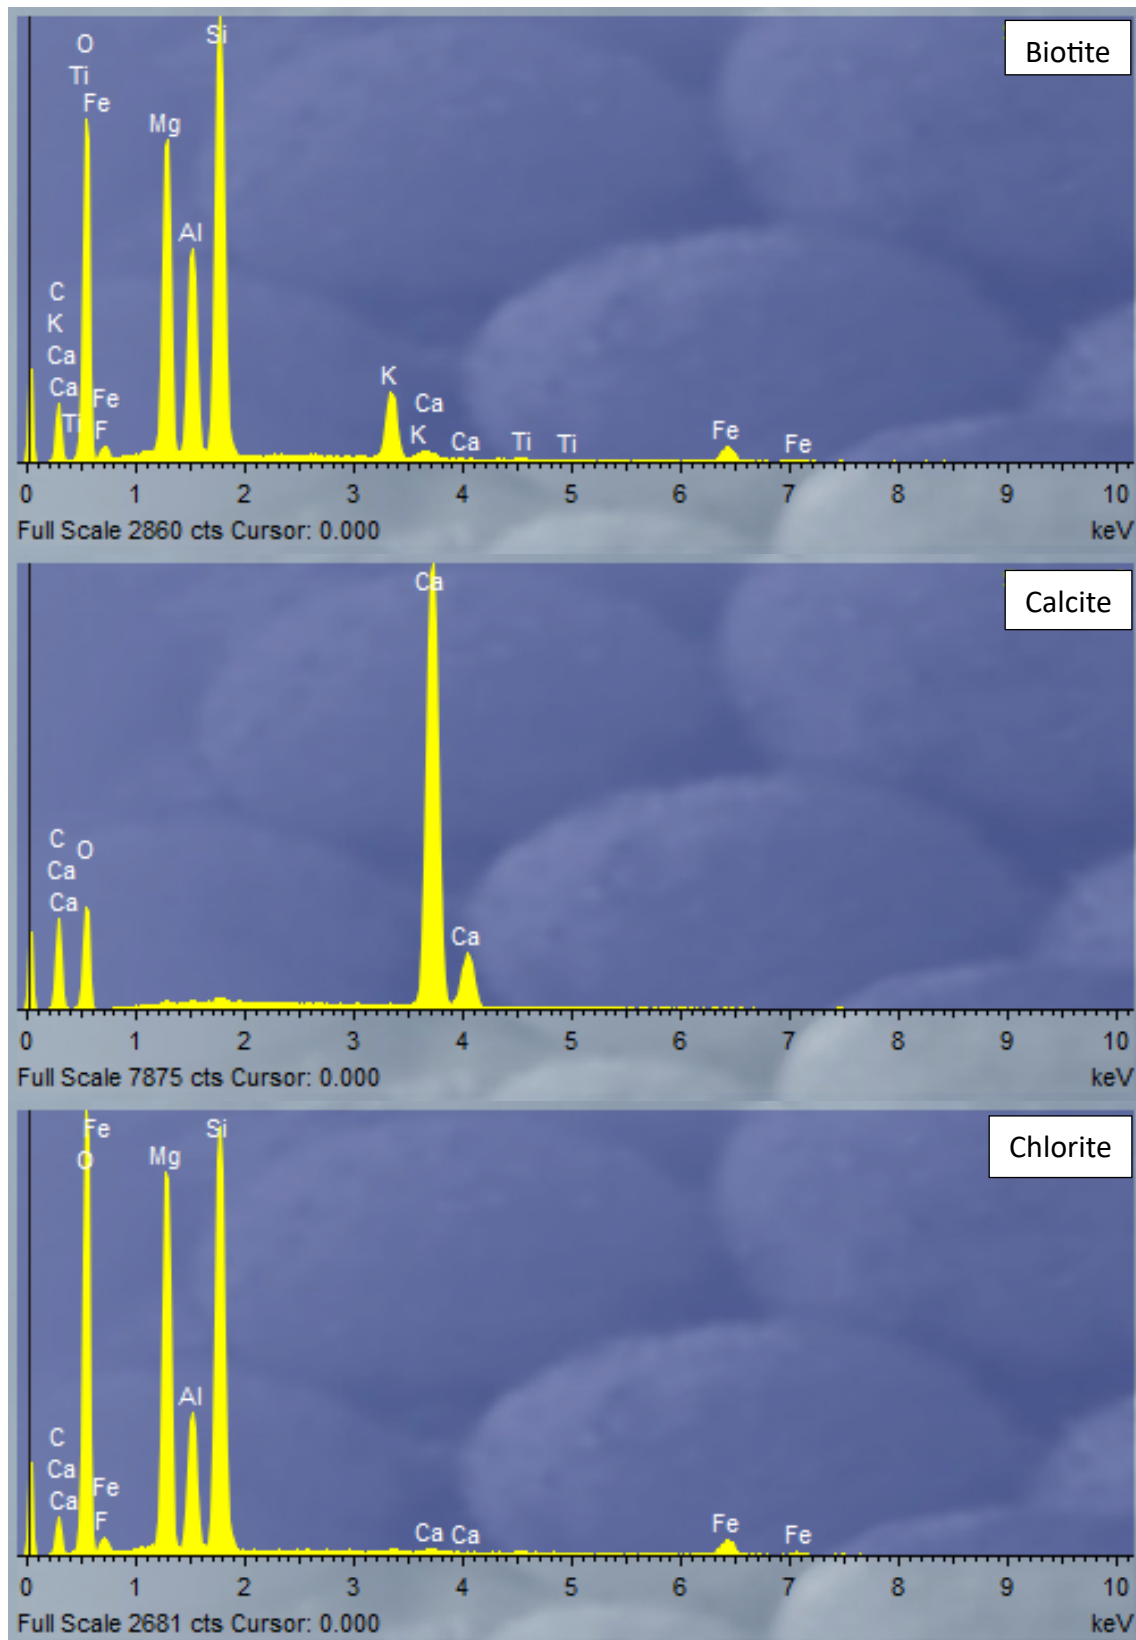 Biotite
O
Ti
Fe
Si
Mg
Al
C
K
Ca
Ca
Ti
Fe
F
K
Ca
K
Ca
Ti
Ti
Fe
Fe
0 1 2 3 4 5 6 7 8 9 10
Full Scale 2860 cts Cursor: 0.000 keV
Calcite
Ca
C
O
Ca
Ca
Ca
0 1 2 3 4 5 6 7 8 9 10
Full Scale 7875 cts Cursor: 0.000 keV
Chlorite
Fe
O
Si
Mg
Al
C
Ca
Ca
Fe
F
Ca
Ca
Fe
Fe
0 1 2 3 4 5 6 7 8 9 10
Full Scale 2681 cts Cursor: 0.000 keV